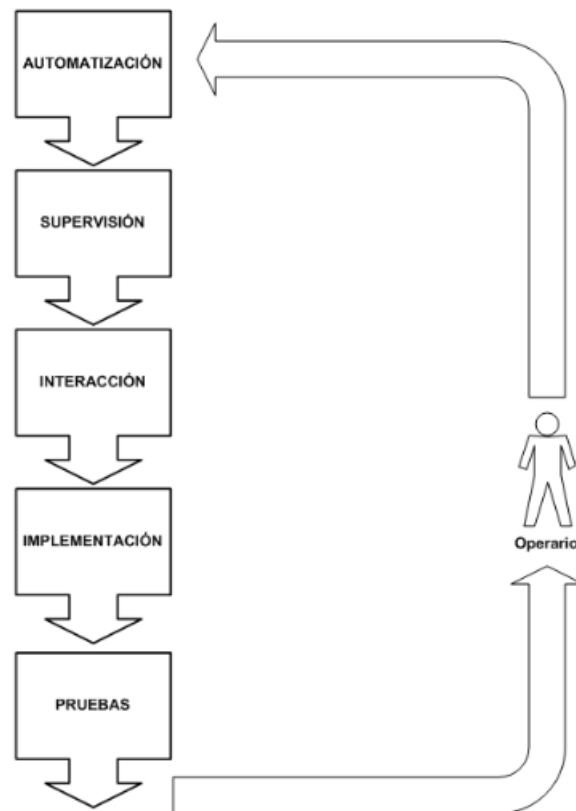 AUTOMATIZACIÓN
SUPERVISIÓN
INTERACCIÓN
IMPLEMENTACIÓN
Operario
PRUEBAS